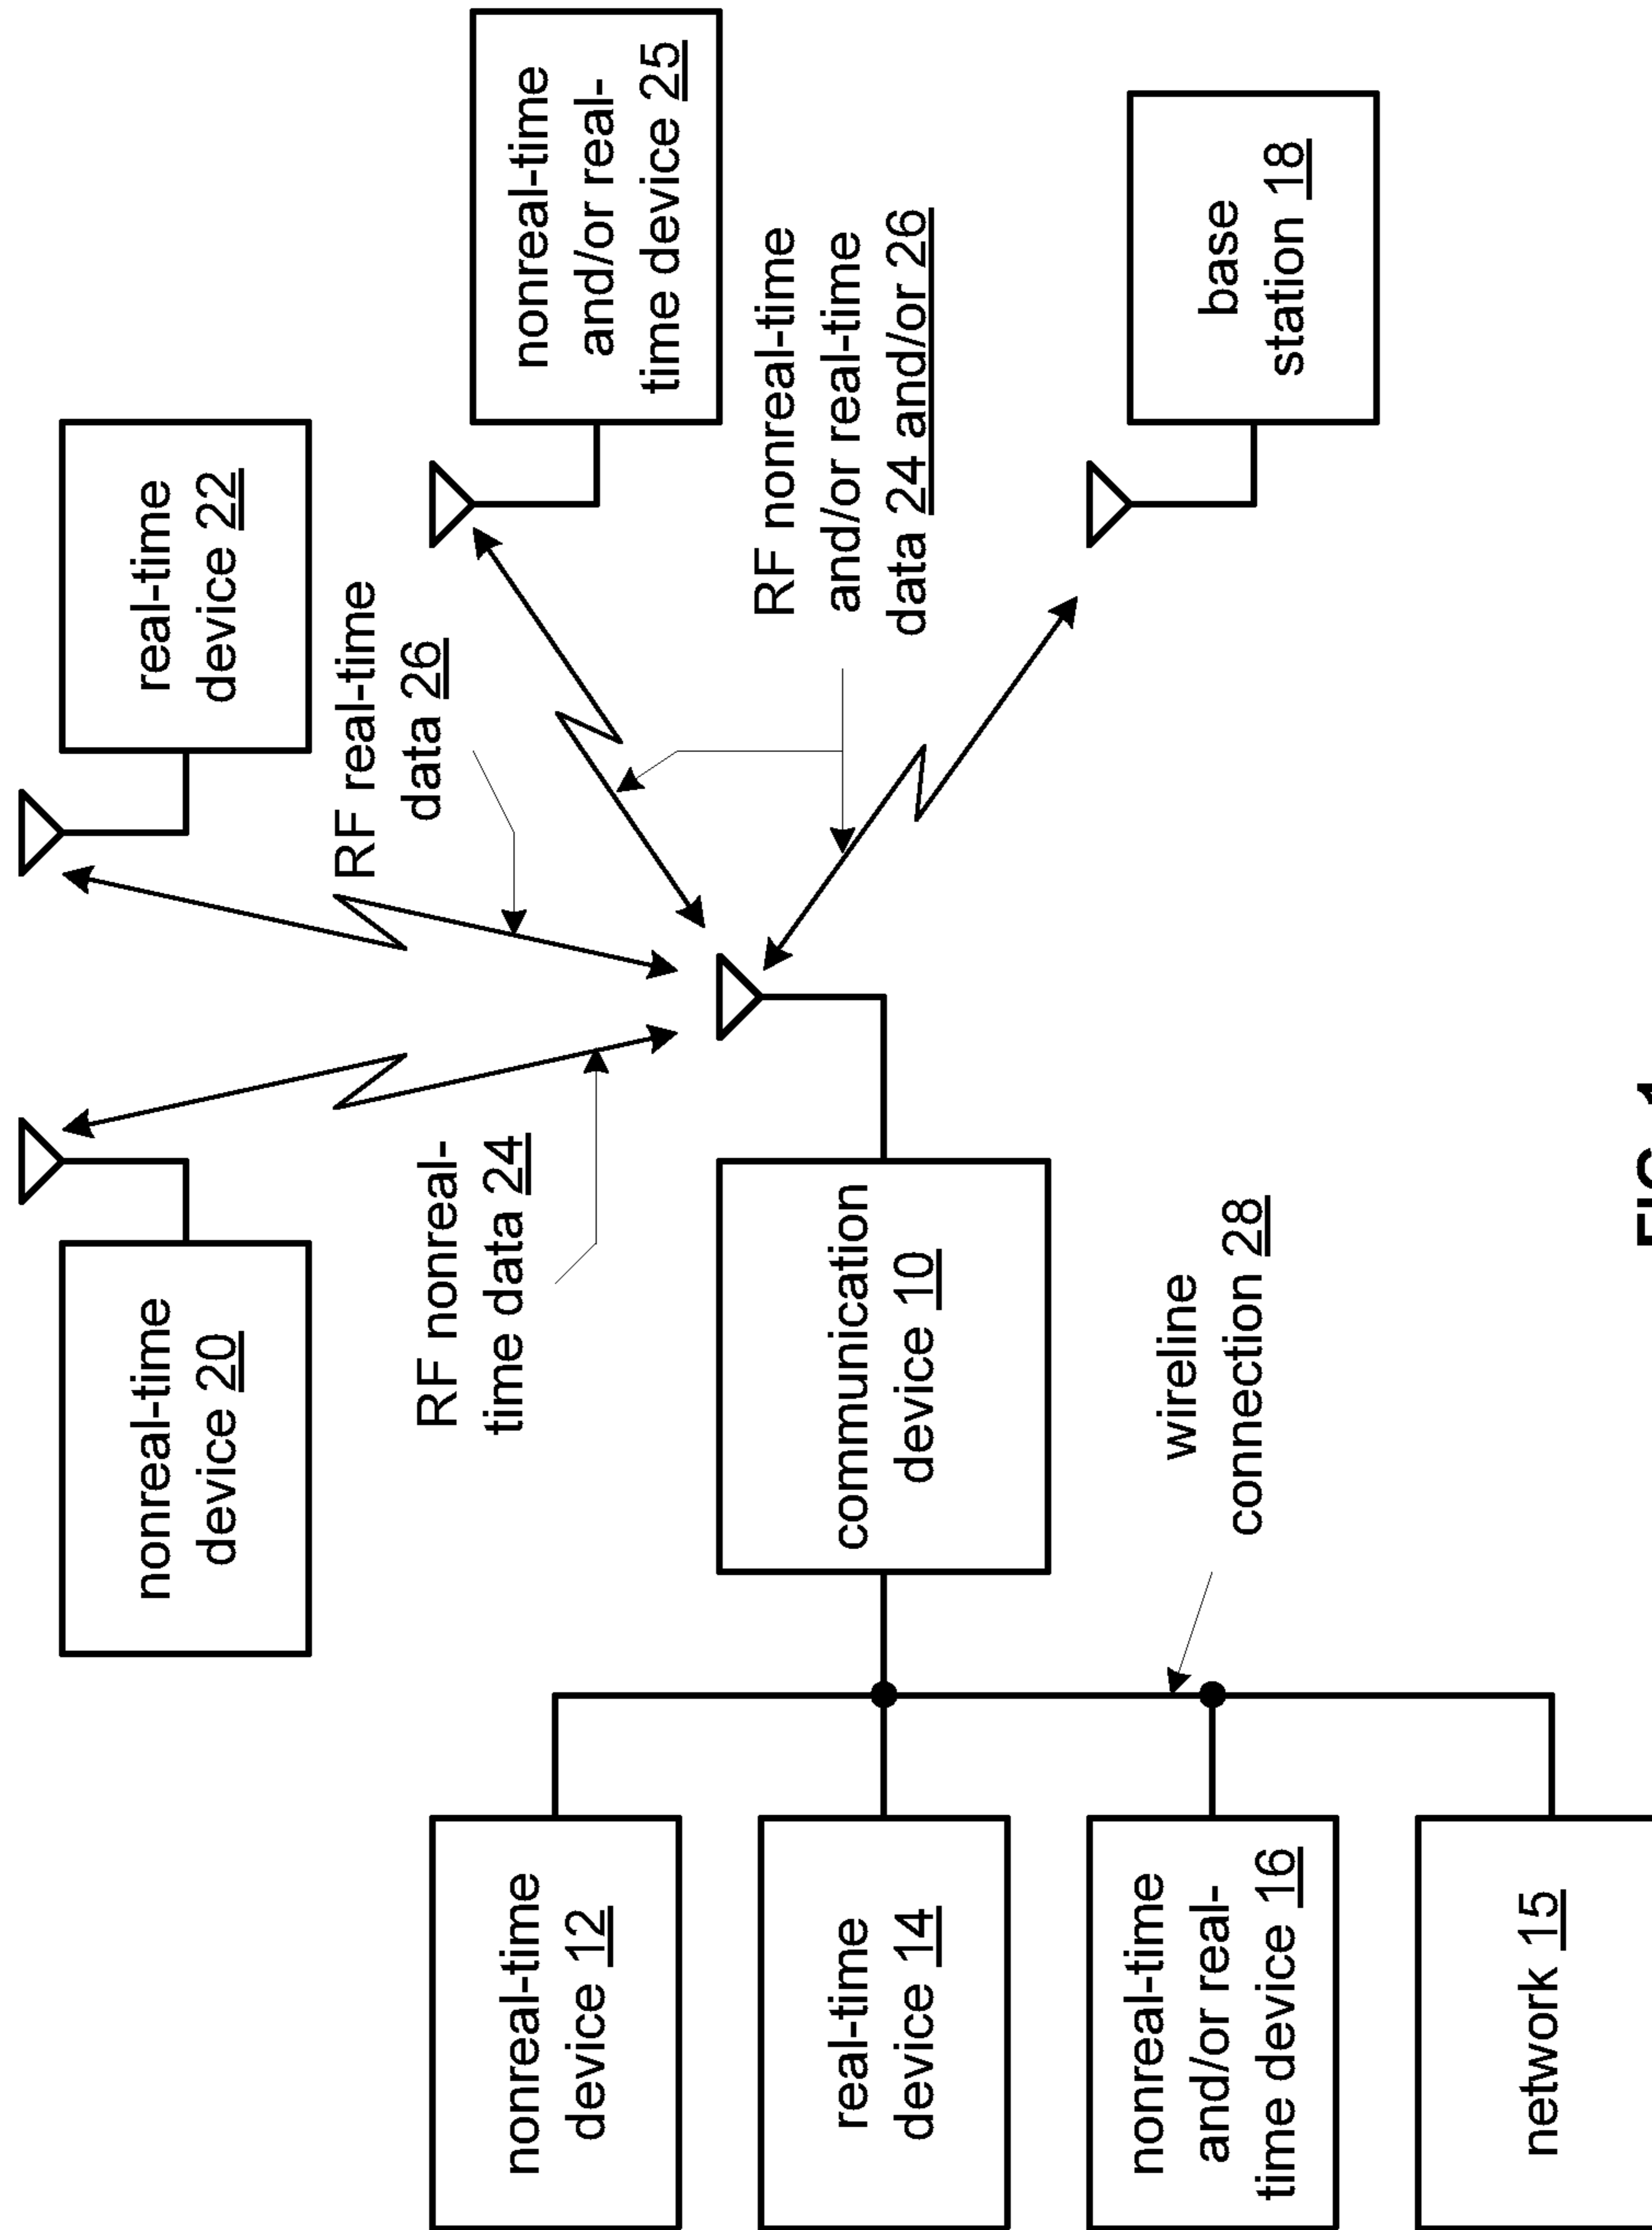 nonreal-time
device 20
real-time
device 22
RF real-time
data 26
RF nonreal-
time data 24
nonreal-time
and/or real-
time device 25
RF nonreal-time
and/or real-time
data 24 and/or 26
nonreal-time
device 12
real-time
device 14
communication
device 10
nonreal-time
and/or real-
time device 16
wireline
connection 28
base
station 18
network 15